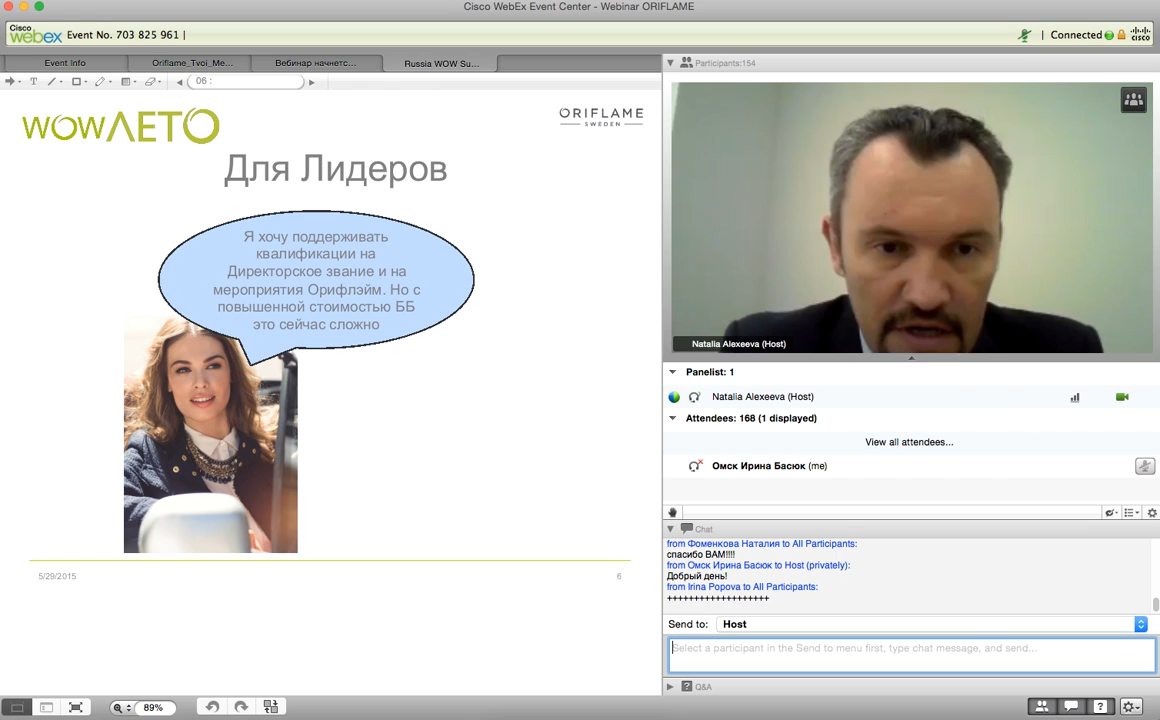 Cisco WebEx Event Center - Webinar ORIFLAME
Cisco webex
Event No. 703 825 961 |
| Connected
CISCO
Event Info
Oriflame_Tvoi_Me...
Вебинар начнетс...
Russia WOW Su...
06 :
WOWΛETO
ORIFLAME
SWEDEN
Для Лидеров
Я хочу поддерживать
квалификации на
Директорское звание и на
мероприятия Орифлэйм. Но с
повышенной стоимостью ББ
это сейчас сложно
5/29/2015
6
89%
Participants:154
Natalia Alexeeva (Host)
Panelist: 1
Natalia Alexeeva (Host)
Attendees: 168 (1 displayed)
View all attendees...
Омск Ирина Басюк (me)
Chat
from Фоменкова Наталия to All Participants:
спасибо ВАМ!!!!
from Омск Ирина Басюк to Host (privately):
Добрый день!
from Irina Popova to All Participants:
+++++++++++++++++++
Send to: Host
Select a participant in the Send to menu first, type chat message, and send...
Q&A